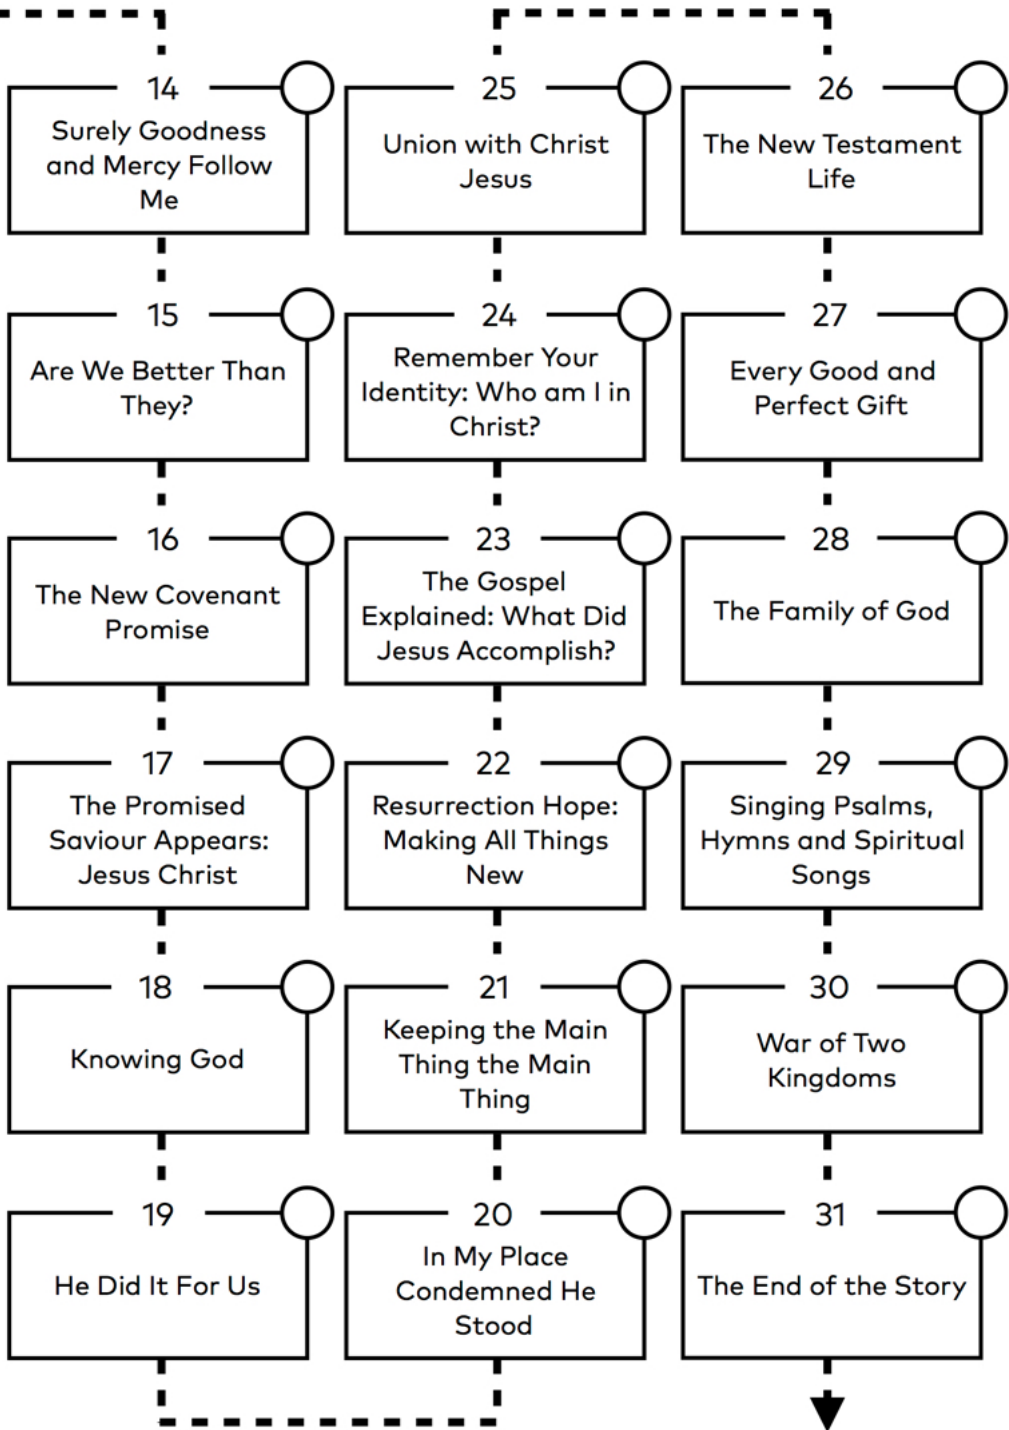 14
Surely Goodness
and Mercy Follow
Me
15
Are We Better Than
They?
16
The New Covenant
Promise
17
The Promised
Saviour Appears:
Jesus Christ
18
Knowing God
19
He Did It For Us
20
In My Place
Condemned He
Stood
21
Keeping the Main
Thing the Main
Thing
22
Resurrection Hope:
Making All Things
New
23
The Gospel
Explained: What Did
Jesus Accomplish?
24
Remember Your
Identity: Who am I in
Christ?
25
Union with Christ
Jesus
26
The New Testament
Life
27
Every Good and
Perfect Gift
28
The Family of God
29
Singing Psalms,
Hymns and Spiritual
Songs
30
War of Two
Kingdoms
31
The End of the Story